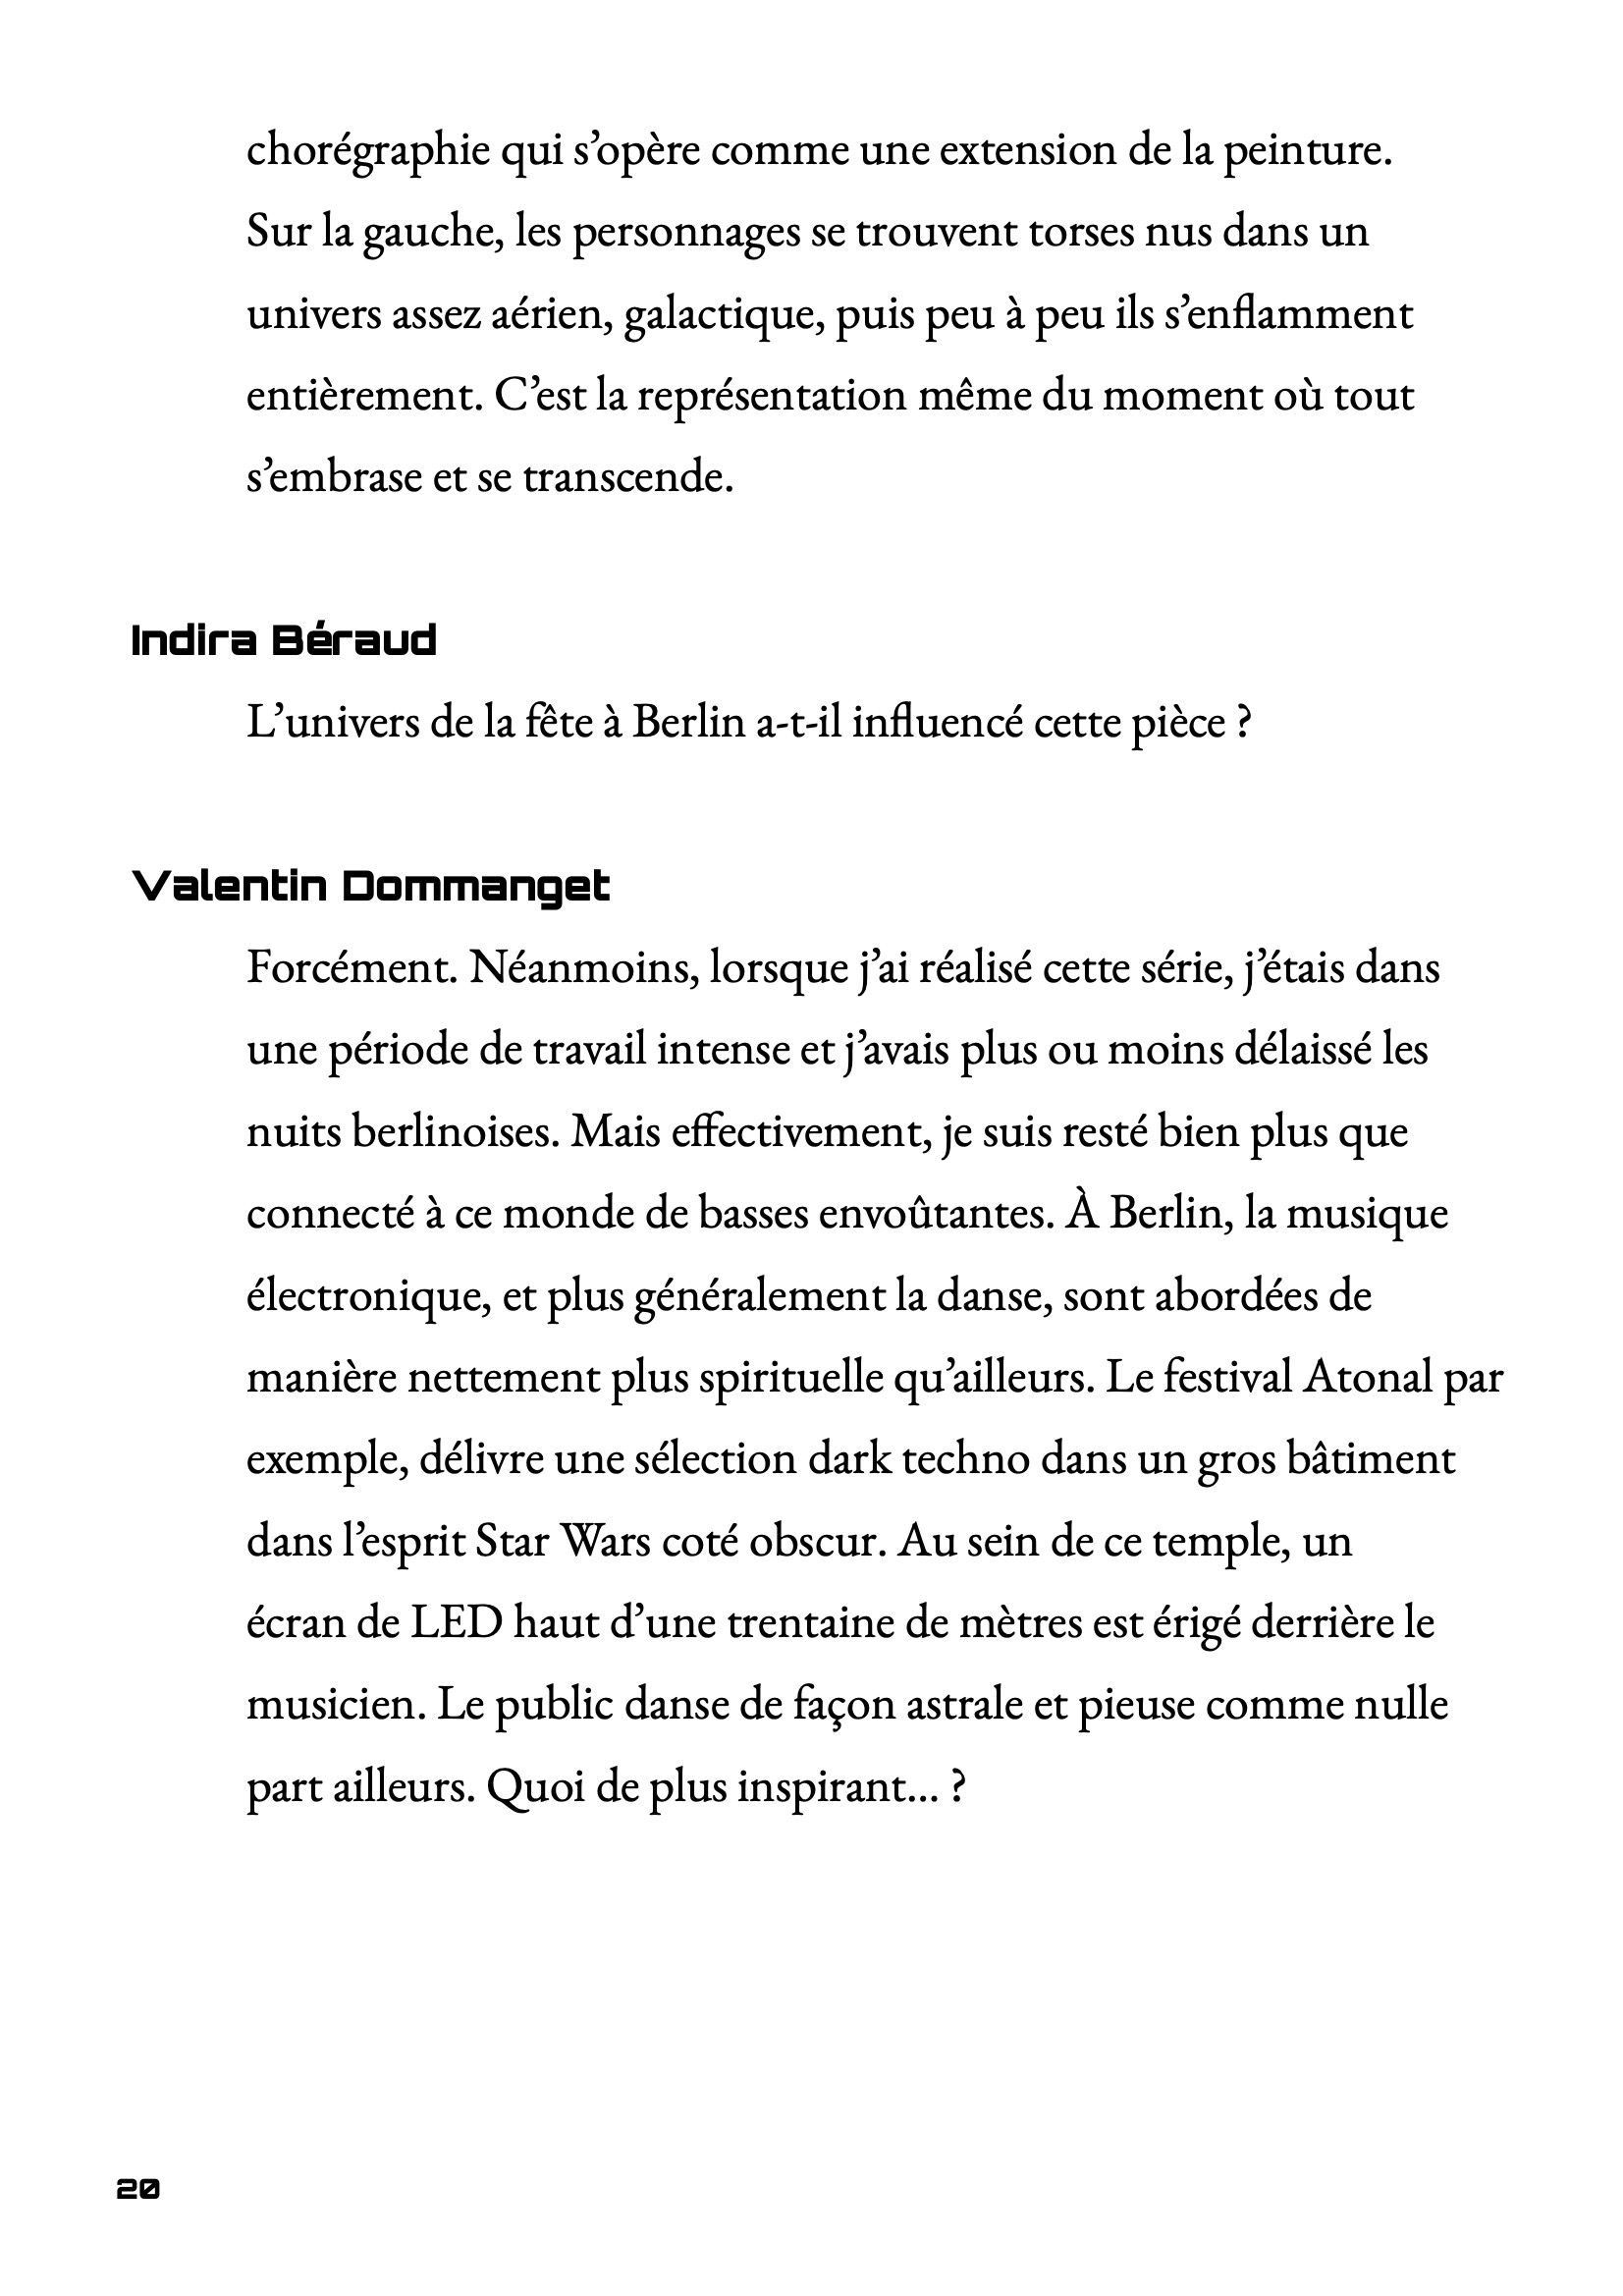 chorégraphie qui s’opère comme une extension de la peinture.
Sur la gauche, les personnages se trouvent torses nus dans un
univers assez aérien, galactique, puis peu à peu ils s’enflamment
entièrement. C’est la représentation même du moment où tout
s’embrase et se transcende.
Indira Béraud
L’univers de la fête à Berlin a-t-il influencé cette pièce ?
Valentin Dommanget
Forcément. Néanmoins, lorsque j’ai réalisé cette série, j’étais dans
une période de travail intense et j’avais plus ou moins délaissé les
nuits berlinoises. Mais effectivement, je suis resté bien plus que
connecté à ce monde de basses envoûtantes. À Berlin, la musique
électronique, et plus généralement la danse, sont abordées de
manière nettement plus spirituelle qu’ailleurs. Le festival Atonal par
exemple, délivre une sélection dark techno dans un gros bâtiment
dans l’esprit Star Wars coté obscur. Au sein de ce temple, un
écran de LED haut d’une trentaine de mètres est érigé derrière le
musicien. Le public danse de façon astrale et pieuse comme nulle
part ailleurs. Quoi de plus inspirant… ?
20